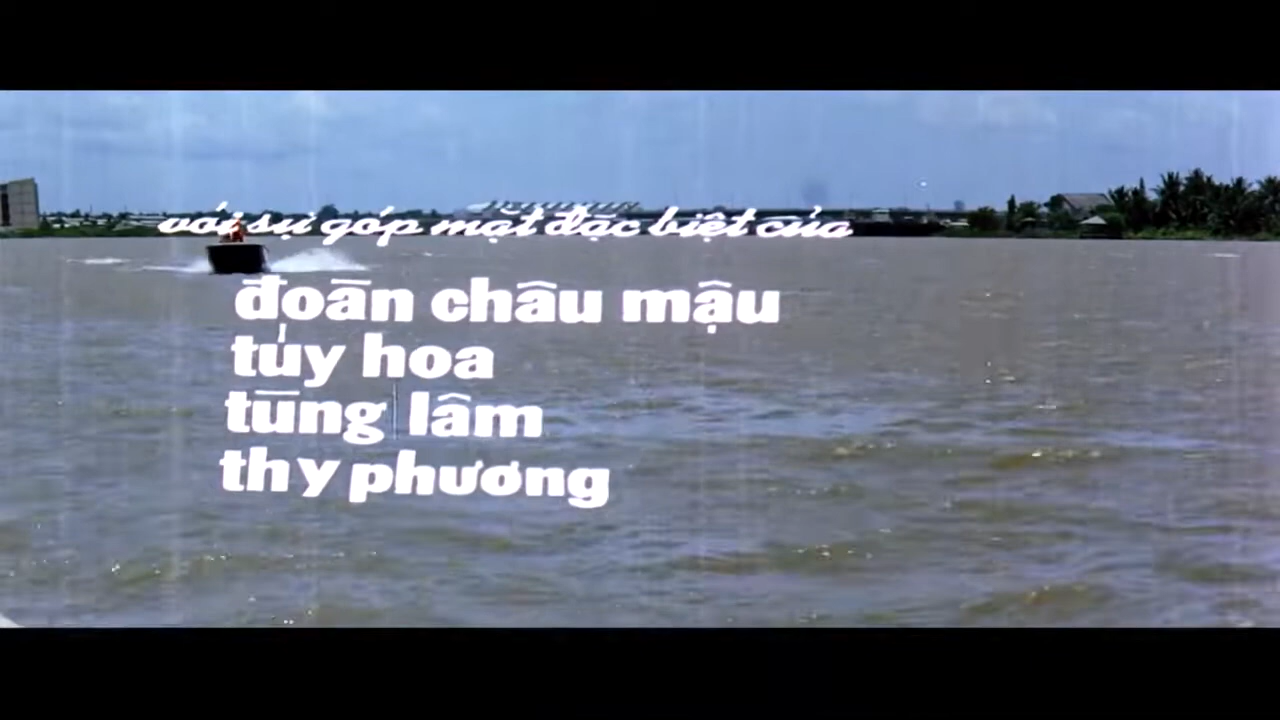 với sự góp mặt đặc biệt của
đoàn châu mậu
túy hoa
tùng lâm
thy phương